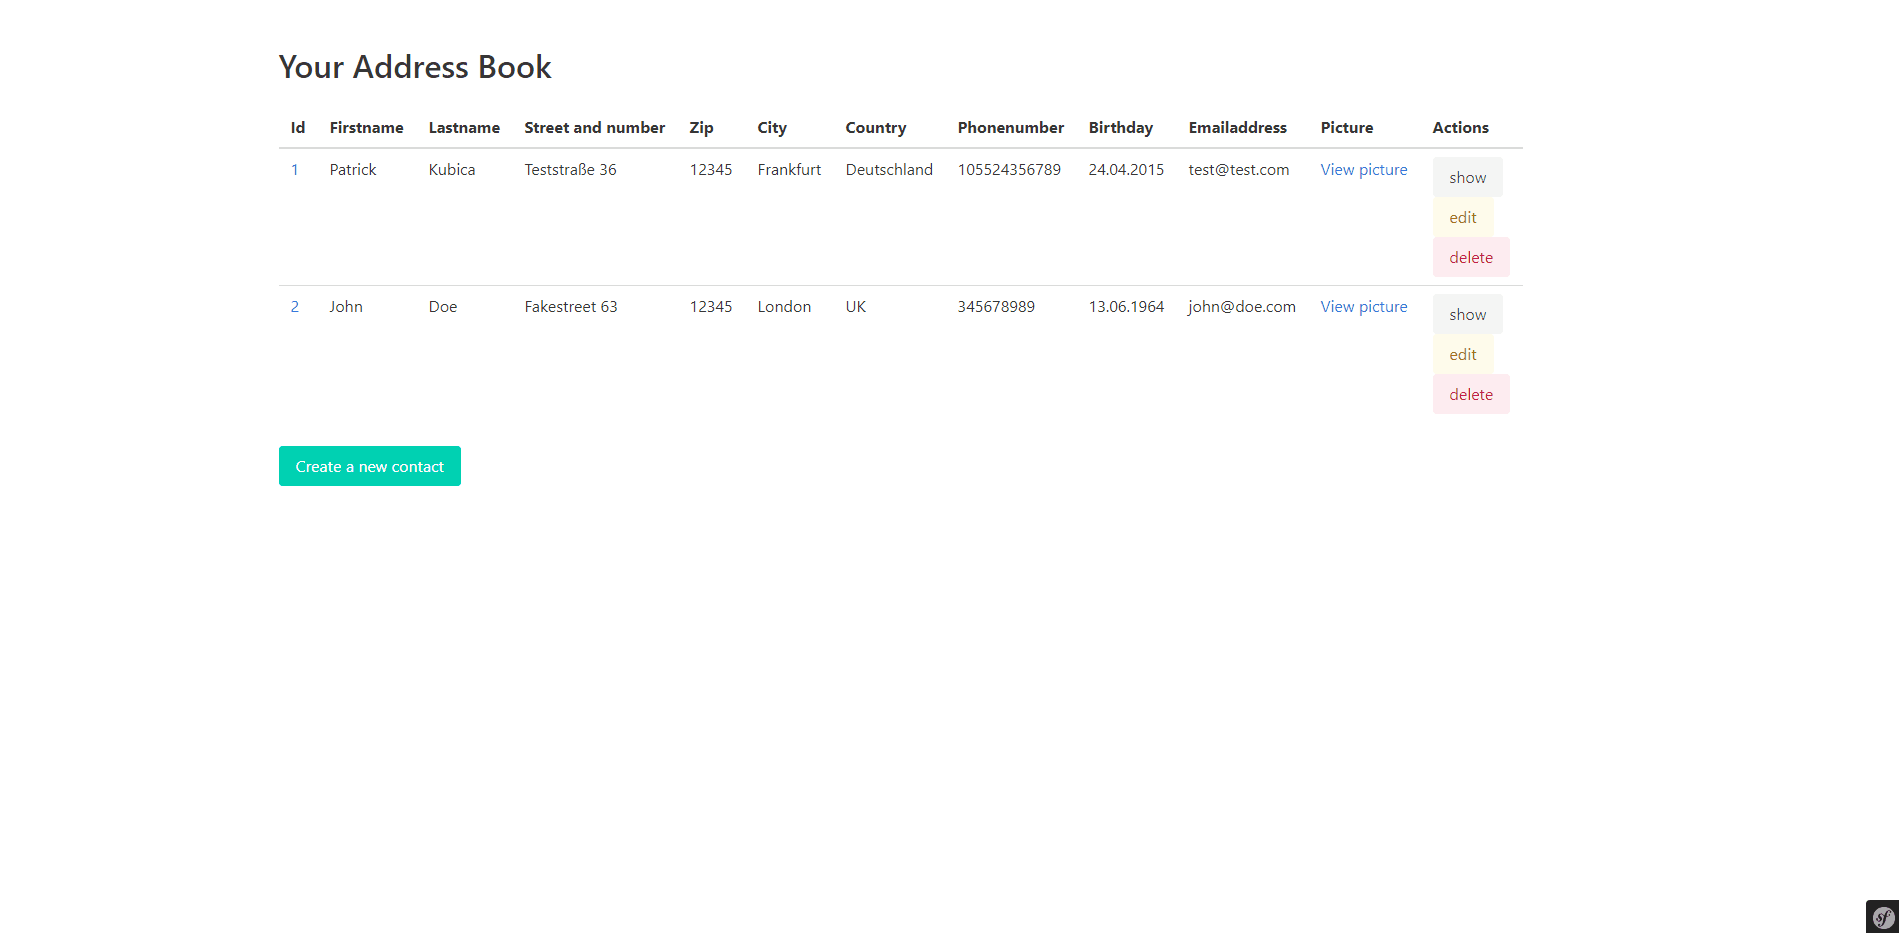 Your Address Book
Id Firstname Lastname Street and number Zip City Country Phonenumber Birthday Emailaddress Picture Actions
1 Patrick Kubica Teststraße 36 12345 Frankfurt Deutschland 105524356789 24.04.2015 test@test.com View picture show
edit
delete
2 John Doe Fakestreet 63 12345 London UK 345678989 13.06.1964 john@doe.com View picture show
edit
delete
Create a new contact
sf